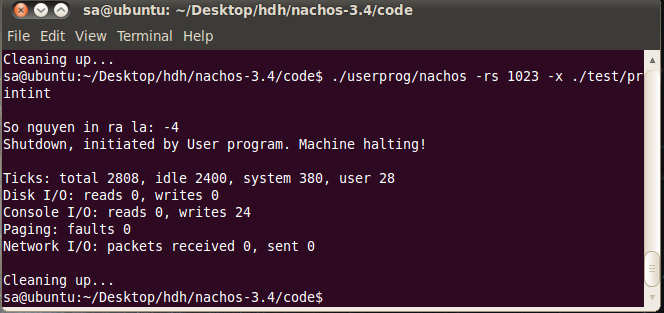 sa@ubuntu: ~/Desktop/hdh/nachos-3.4/code
File Edit View Terminal Help
Cleaning up...
sa@ubuntu:~/Desktop/hdh/nachos-3.4/code$ ./userprog/nachos -rs 1023 -x ./test/pr
intint
So nguyen in ra la: -4
Shutdown, initiated by User program. Machine halting!
Ticks: total 2808, idle 2400, system 380, user 28
Disk I/O: reads 0, writes 0
Console I/O: reads 0, writes 24
Paging: faults 0
Network I/O: packets received 0, sent 0
Cleaning up...
sa@ubuntu:~/Desktop/hdh/nachos-3.4/code$